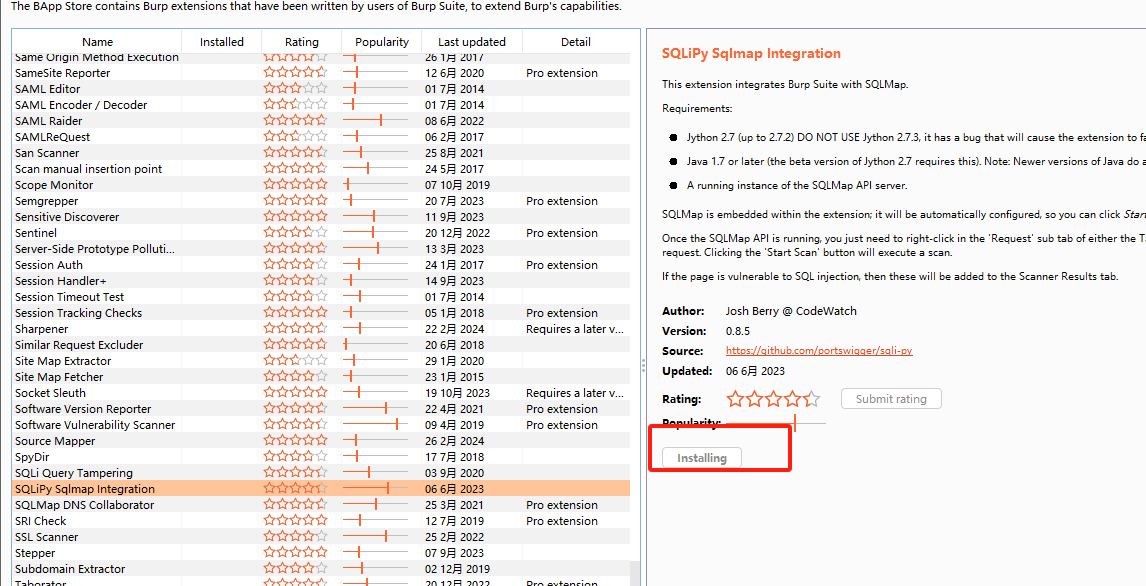 The BApp Store contains Burp extensions that have been written by users of Burp Suite, to extend Burp's capabilities.
Name Installed Rating Popularity Last updated Detail
Same Origin Method Execution 26 1月 2017
SameSite Reporter 12 6月 2020 Pro extension
SAML Editor 01 7月 2014
SAML Encoder / Decoder 01 7月 2014
SAML Raider 08 6月 2022
SAMLReQuest 06 2月 2017
San Scanner 25 8月 2021
Scan manual insertion point 24 5月 2017
Scope Monitor 07 10月 2019
Semgrepper 20 7月 2023 Pro extension
Sensitive Discoverer 11 9月 2023
Sentinel 20 12月 2022 Pro extension
Server-Side Prototype Polluti... 13 3月 2023
Session Auth 24 1月 2017 Pro extension
Session Handler+ 14 9月 2023
Session Timeout Test 01 7月 2014
Session Tracking Checks 05 1月 2018 Pro extension
Sharpener 22 2月 2024 Requires a later v...
Similar Request Excluder 20 6月 2018
Site Map Extractor 29 1月 2020
Site Map Fetcher 23 1月 2015
Socket Sleuth 19 10月 2023 Requires a later v...
Software Version Reporter 22 4月 2021 Pro extension
Software Vulnerability Scanner 09 4月 2019 Pro extension
Source Mapper 26 2月 2024
SpyDir 17 7月 2018
SQLi Query Tampering 03 9月 2020
SQLiPy Sqlmap Integration 06 6月 2023
SQLMap DNS Collaborator 25 3月 2021 Pro extension
SRI Check 12 7月 2019 Pro extension
SSL Scanner 25 2月 2022
Stepper 07 9月 2023
Subdomain Extractor 02 12月 2019
Taborator 20 12月 2022 Pro extension
SQLiPy Sqlmap Integration
This extension integrates Burp Suite with SQLMap.
Requirements:
● Jython 2.7 (up to 2.7.2) DO NOT USE Jython 2.7.3, it has a bug that will cause the extension to fa
● Java 1.7 or later (the beta version of Jython 2.7 requires this). Note: Newer versions of Java do a
● A running instance of the SQLMap API server.
SQLMap is embedded within the extension; it will be automatically configured, so you can click Star
Once the SQLMap API is running, you just need to right-click in the 'Request' sub tab of either the T
request. Clicking the 'Start Scan' button will execute a scan.
If the page is vulnerable to SQL injection, then these will be added to the Scanner Results tab.
Author: Josh Berry @ CodeWatch
Version: 0.8.5
Source: https://github.com/portswigger/sqli-py
Updated: 06 6月 2023
Rating: Submit rating
Popularity:
Installing